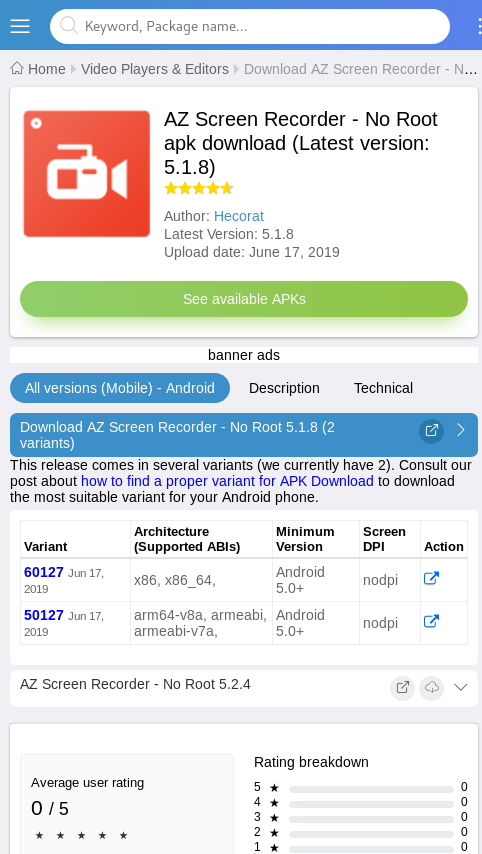 Keyword, Package name...
Home Video Players & Editors Download AZ Screen Recorder - N...
AZ Screen Recorder - No Root
apk download (Latest version:
5.1.8)
Author: Hecorat
Latest Version: 5.1.8
Upload date: June 17, 2019
See available APKs
banner ads
All versions (Mobile) - Android Description Technical
Download AZ Screen Recorder - No Root 5.1.8 (2
variants)
This release comes in several variants (we currently have 2). Consult our
post about how to find a proper variant for APK Download to download
the most suitable variant for your Android phone.
Variant Architecture (Supported ABIs) Minimum Version Screen DPI Action
60127 Jun 17, 2019 x86, x86_64, Android 5.0+ nodpi
50127 Jun 17, 2019 arm64-v8a, armeabi, armeabi-v7a, Android 5.0+ nodpi
AZ Screen Recorder - No Root 5.2.4
Average user rating
0 / 5
★ ★ ★ ★ ★
Rating breakdown
5 ★ 0
4 ★ 0
3 ★ 0
2 ★ 0
1 ★ 0